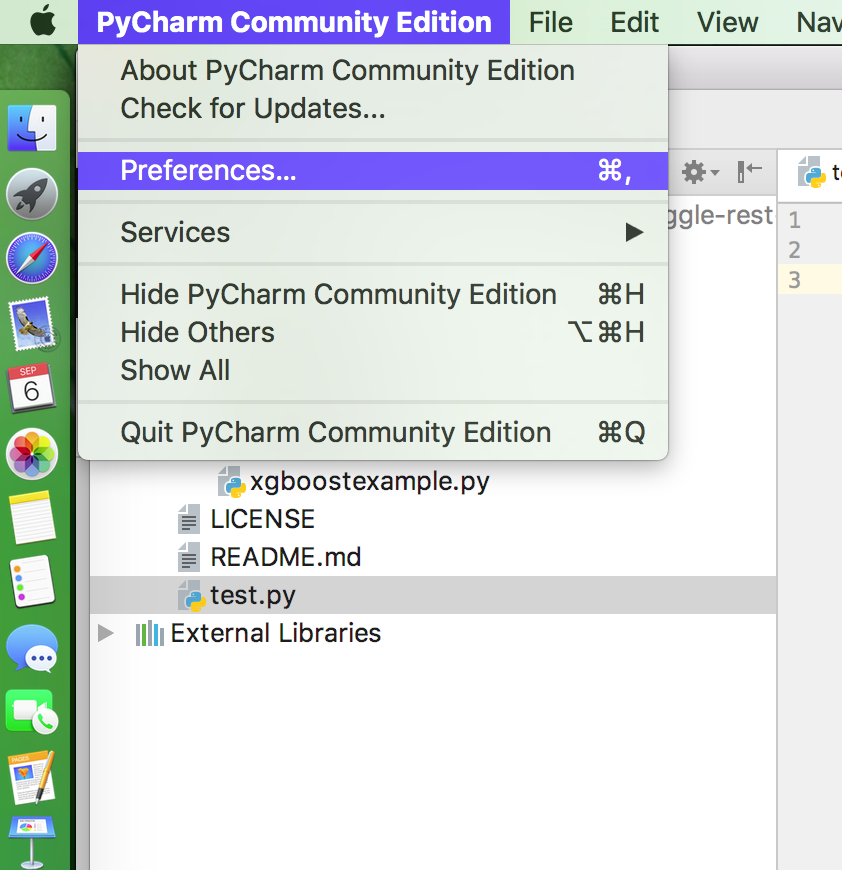 PyCharm Community Edition File Edit View Nav
About PyCharm Community Edition
Check for Updates...
Preferences... ⌘,
Services ▶
Hide PyCharm Community Edition ⌘H
Hide Others ⌥⌘H
Show All
Quit PyCharm Community Edition ⌘Q
ggle-rest
1
2
3
xgboostexample.py
LICENSE
README.md
test.py
External Libraries
SEP
6
PAGES